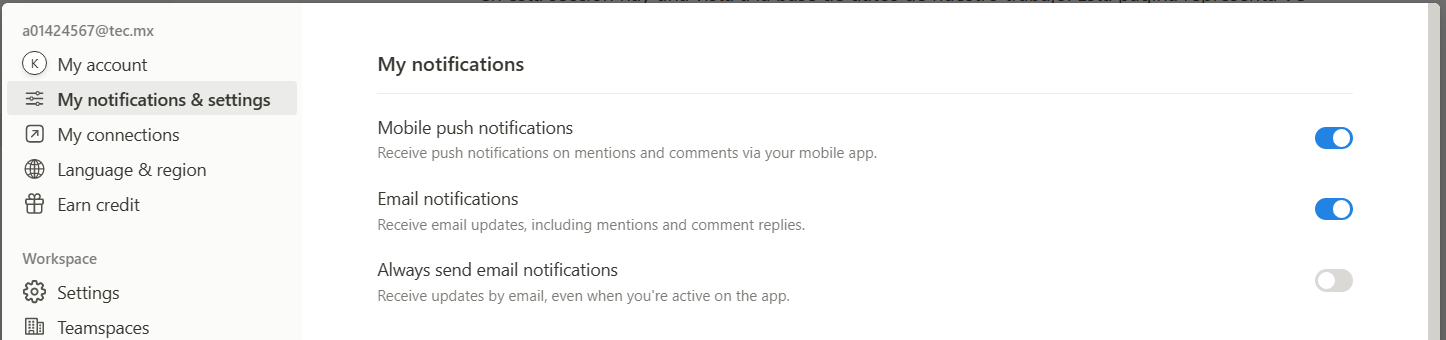 a01424567@tec.mx
K My account
My notifications & settings
My connections
Language & region
Earn credit
Workspace
Settings
Teamspaces
My notifications
Mobile push notifications
Receive push notifications on mentions and comments via your mobile app.
Email notifications
Receive email updates, including mentions and comment replies.
Always send email notifications
Receive updates by email, even when you're active on the app.